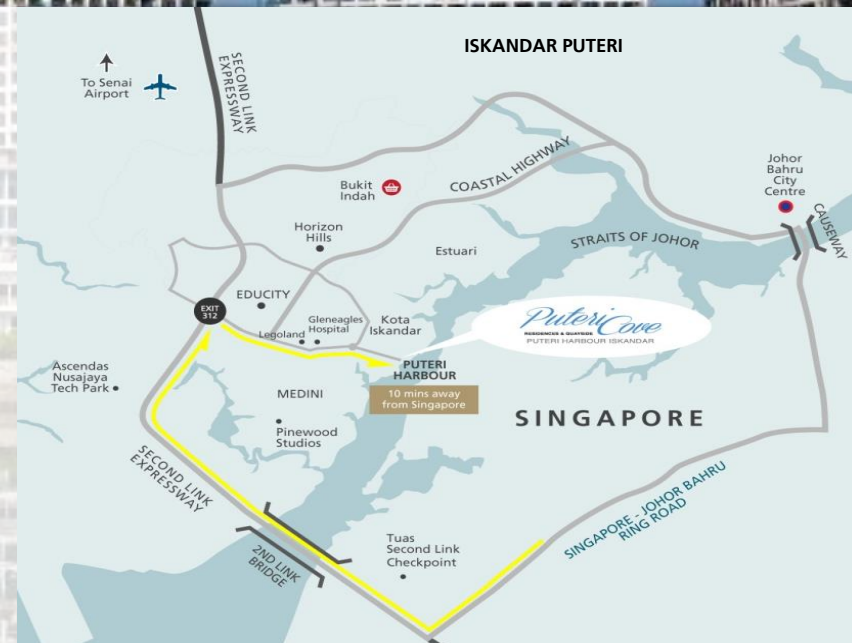 ISKANDAR PUTERI
To Senai
Airport
SECOND LINK
EXPRESSWAY
Bukit
Indah
COASTAL HIGHWAY
Johor
Bahru
City
Centre
CAUSEWAY
Horizon
Hills
Estuari
STRAITS OF JOHOR
EDUCITY
EXIT
312
Legoland
Gleneagles
Hospital
Kota
Iskandar
Puteri Cove
RESIDENCES & QUAYSIDE
PUTERI HARBOUR ISKANDAR
Ascendas
Nusajaya
Tech Park
PUTERI
HARBOUR
10 mins away
from Singapore
MEDINI
Pinewood
Studios
SINGAPORE
SECOND LINK
EXPRESSWAY
2ND LINK
BRIDGE
Tuas
Second Link
Checkpoint
SINGAPORE - JOHOR BAHRU
RING ROAD